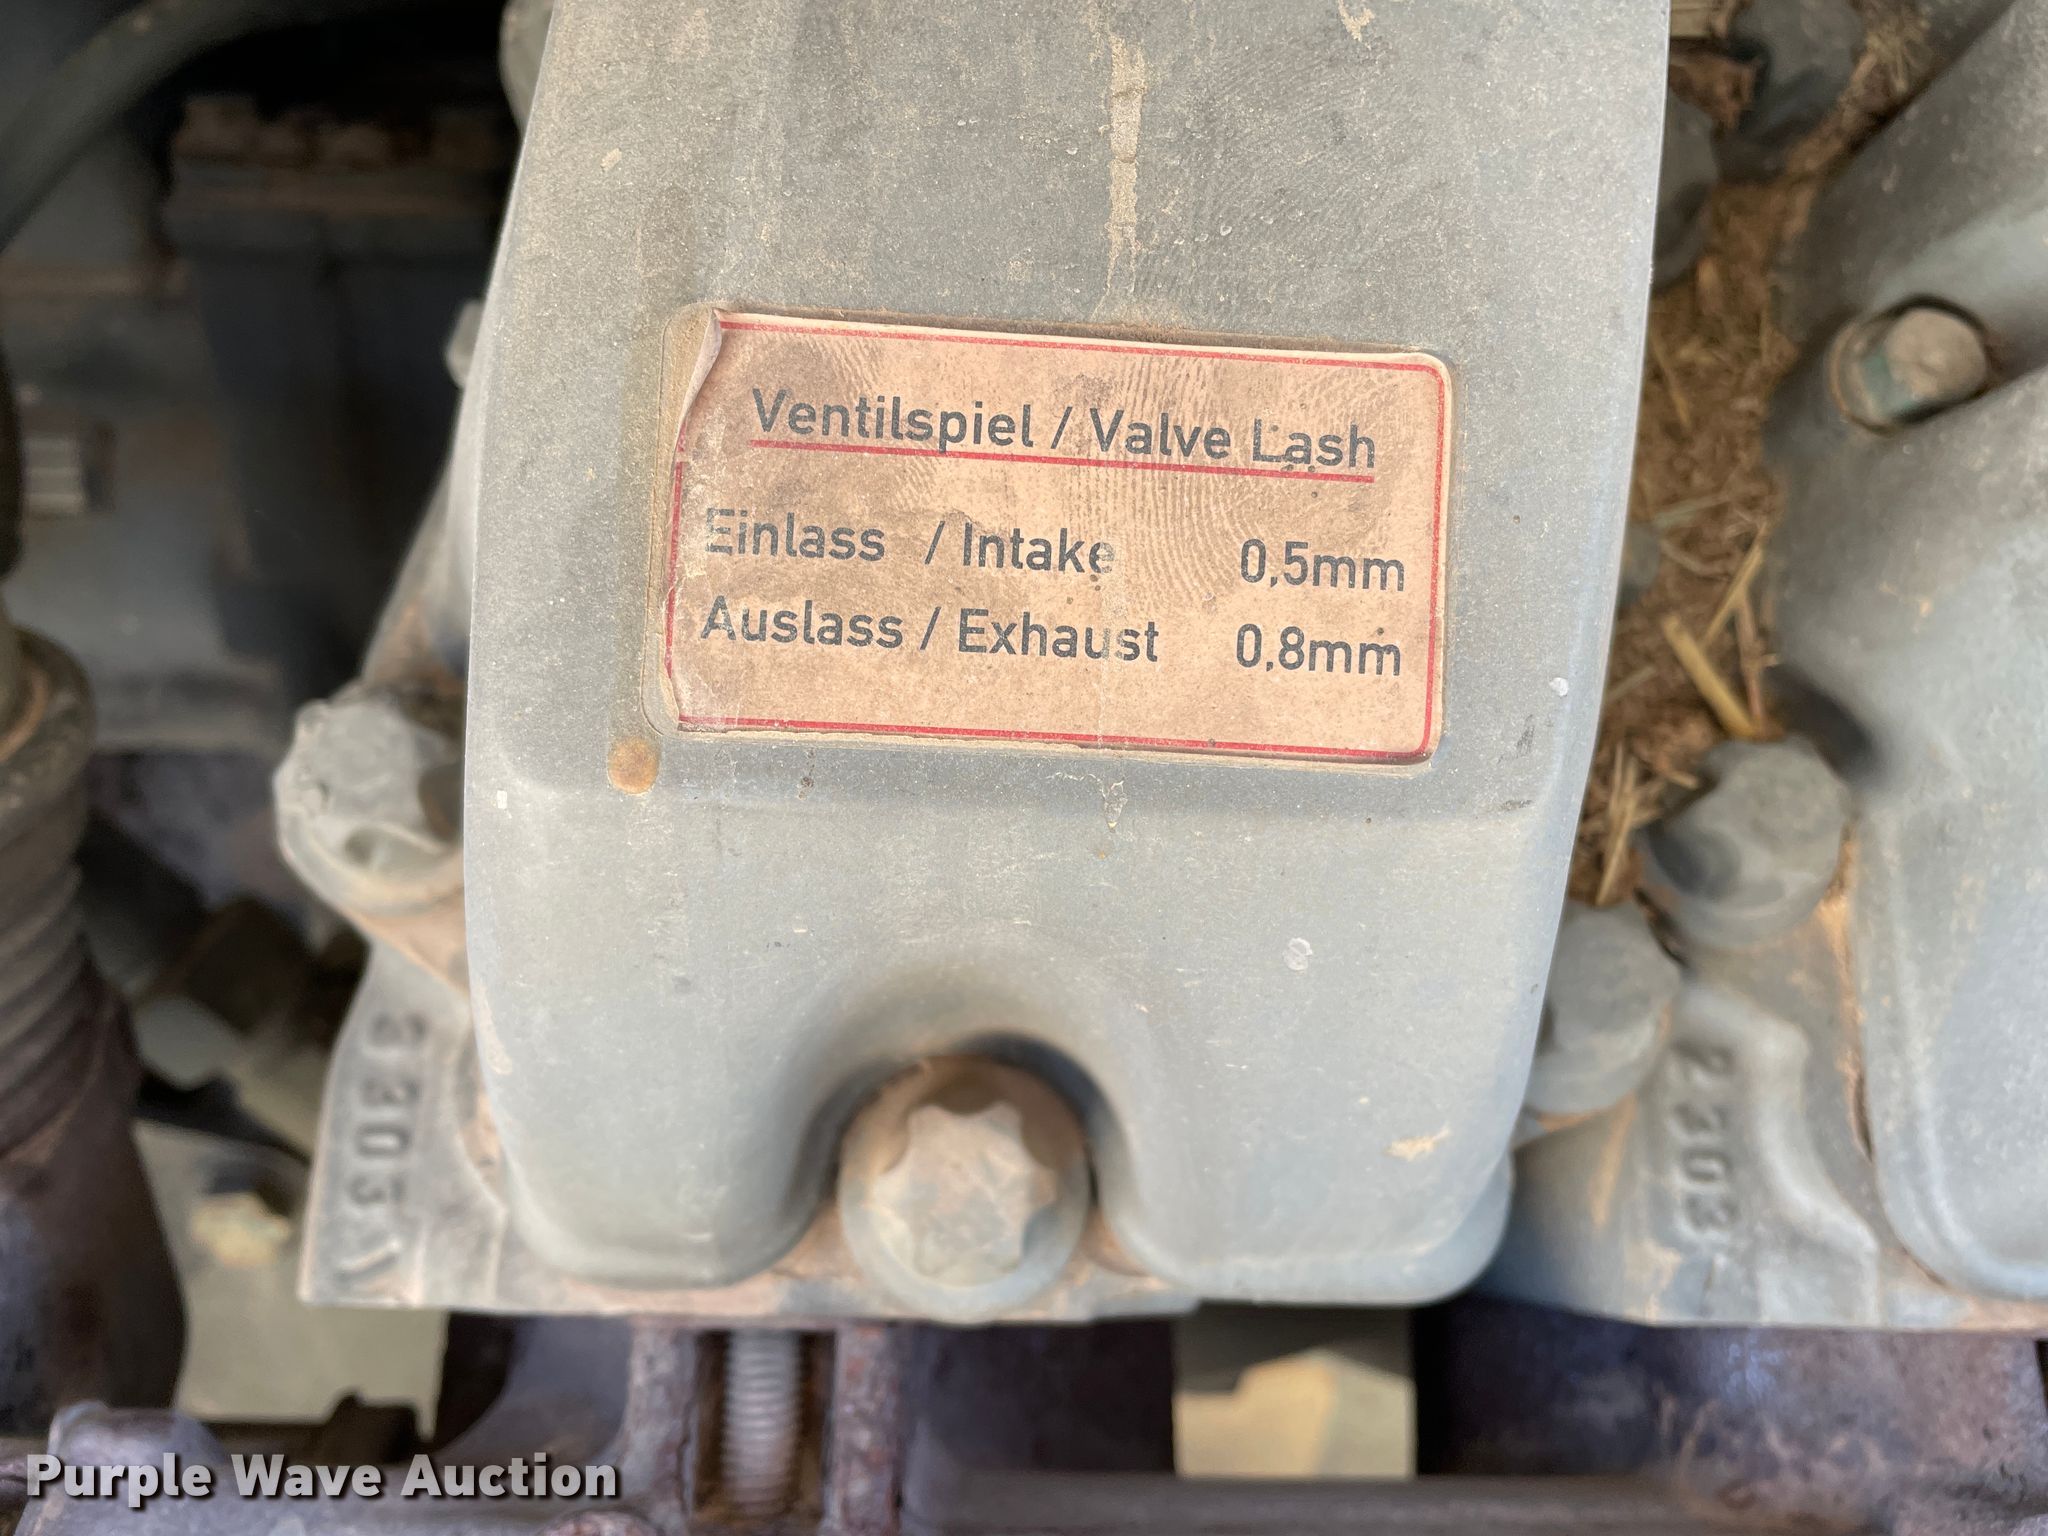 Ventilspiel / Valve Lash
Einlass / Intake 0,5mm
Auslass / Exhaust 0,8mm
Purple Wave Auction